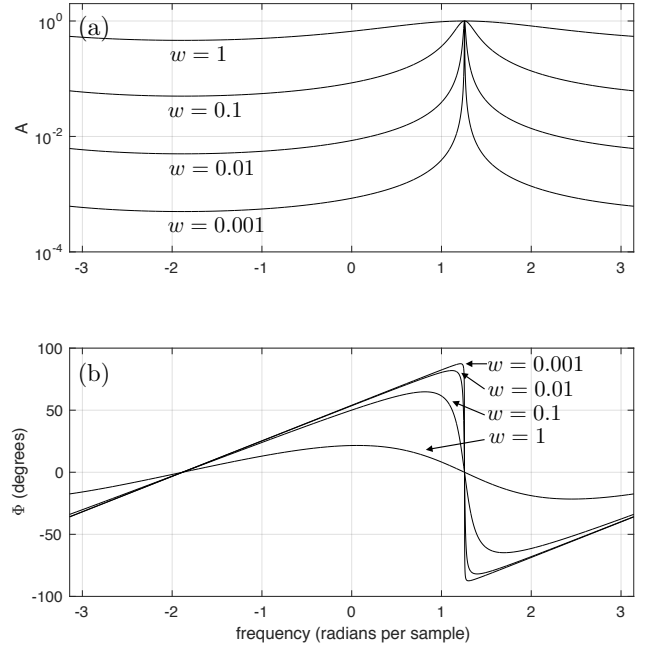 (a)
10⁰
w = 1
w = 0.1
A
10⁻²
w = 0.01
w = 0.001
10⁻⁴
-3 -2 -1 0 1 2 3
100
(b)
w = 0.001
w = 0.01
50
w = 0.1
w = 1
Φ (degrees)
0
-50
-100
-3 -2 -1 0 1 2 3
frequency (radians per sample)